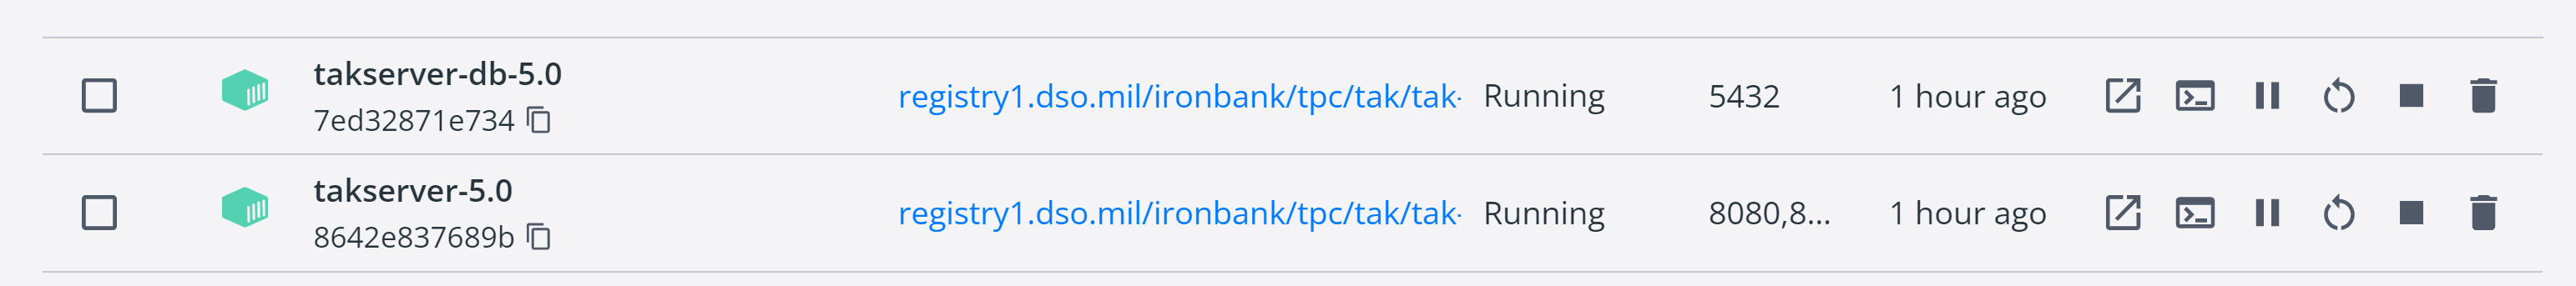 takserver-db-5.0
7ed32871e734
registry1.dso.mil/ironbank/tpc/tak/tak- Running 5432 1 hour ago
takserver-5.0
8642e837689b
registry1.dso.mil/ironbank/tpc/tak/tak- Running 8080,8... 1 hour ago